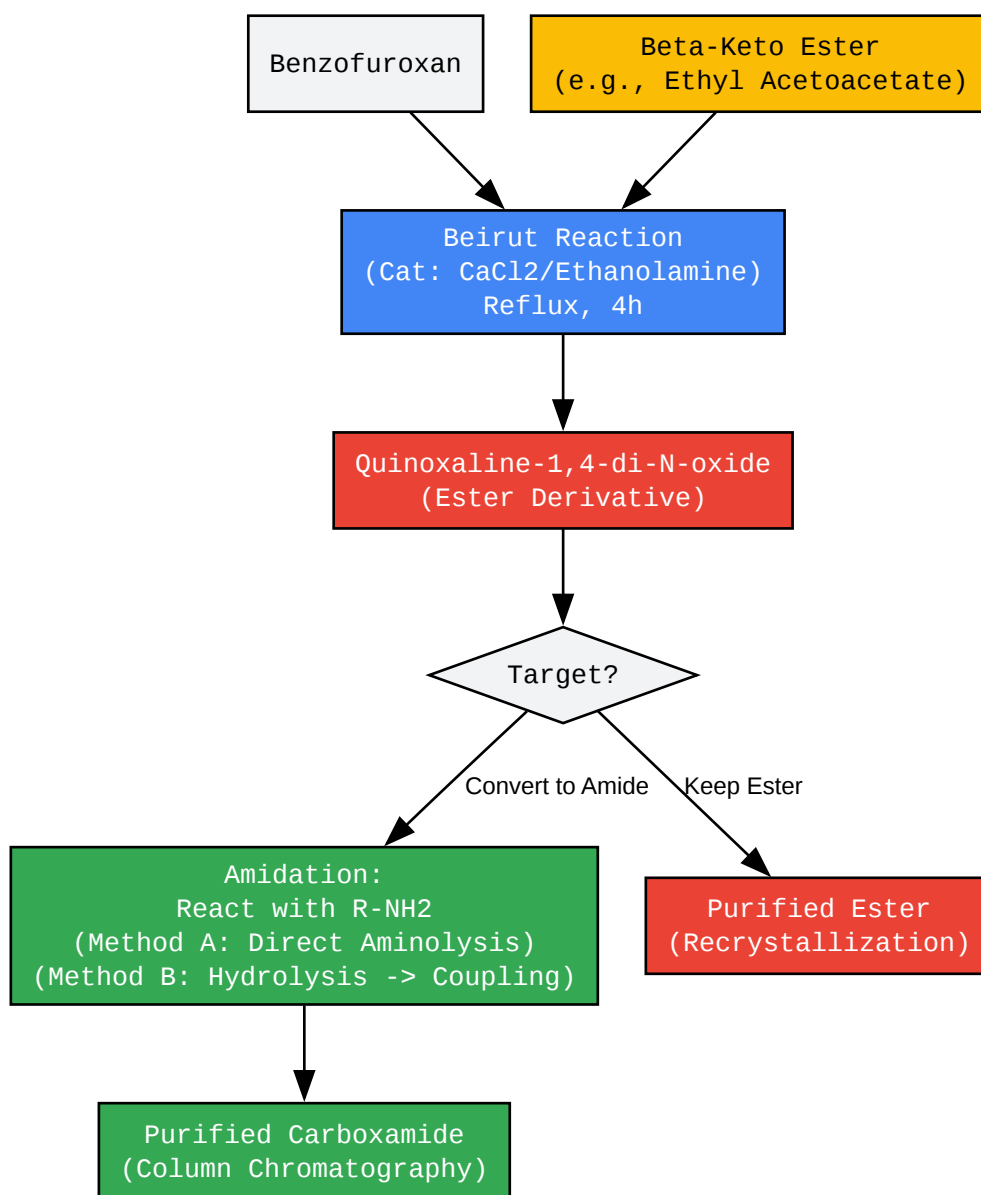 Benzofuroxan
Beta-Keto Ester
(e.g., Ethyl Acetoacetate)
Beirut Reaction
(Cat: CaCl2/Ethanolamine)
Reflux, 4h
Quinoxaline-1,4-di-N-oxide
(Ester Derivative)
Target?
Convert to Amide
Keep Ester
Amidation:
React with R-NH2
(Method A: Direct Aminolysis)
(Method B: Hydrolysis -> Coupling)
Purified Ester
(Recrystallization)
Purified Carboxamide
(Column Chromatography)